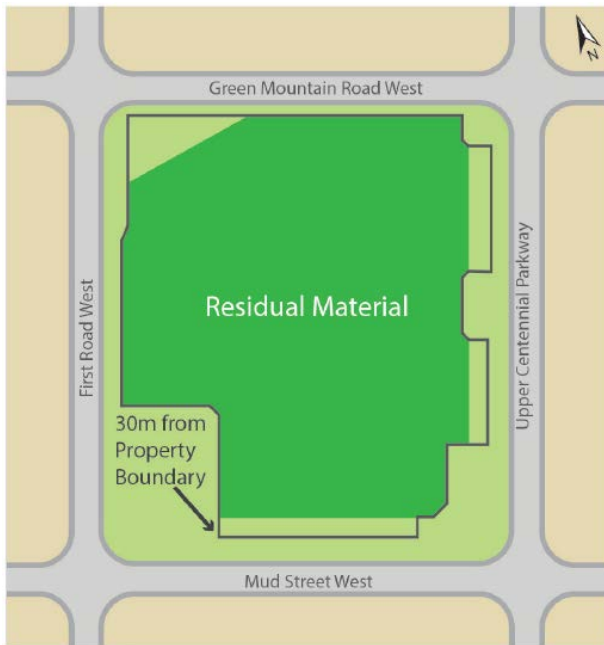 N
Green Mountain Road West
First Road West
Residual Material
Upper Centennial Parkway
30m from
Property
Boundary
Mud Street West